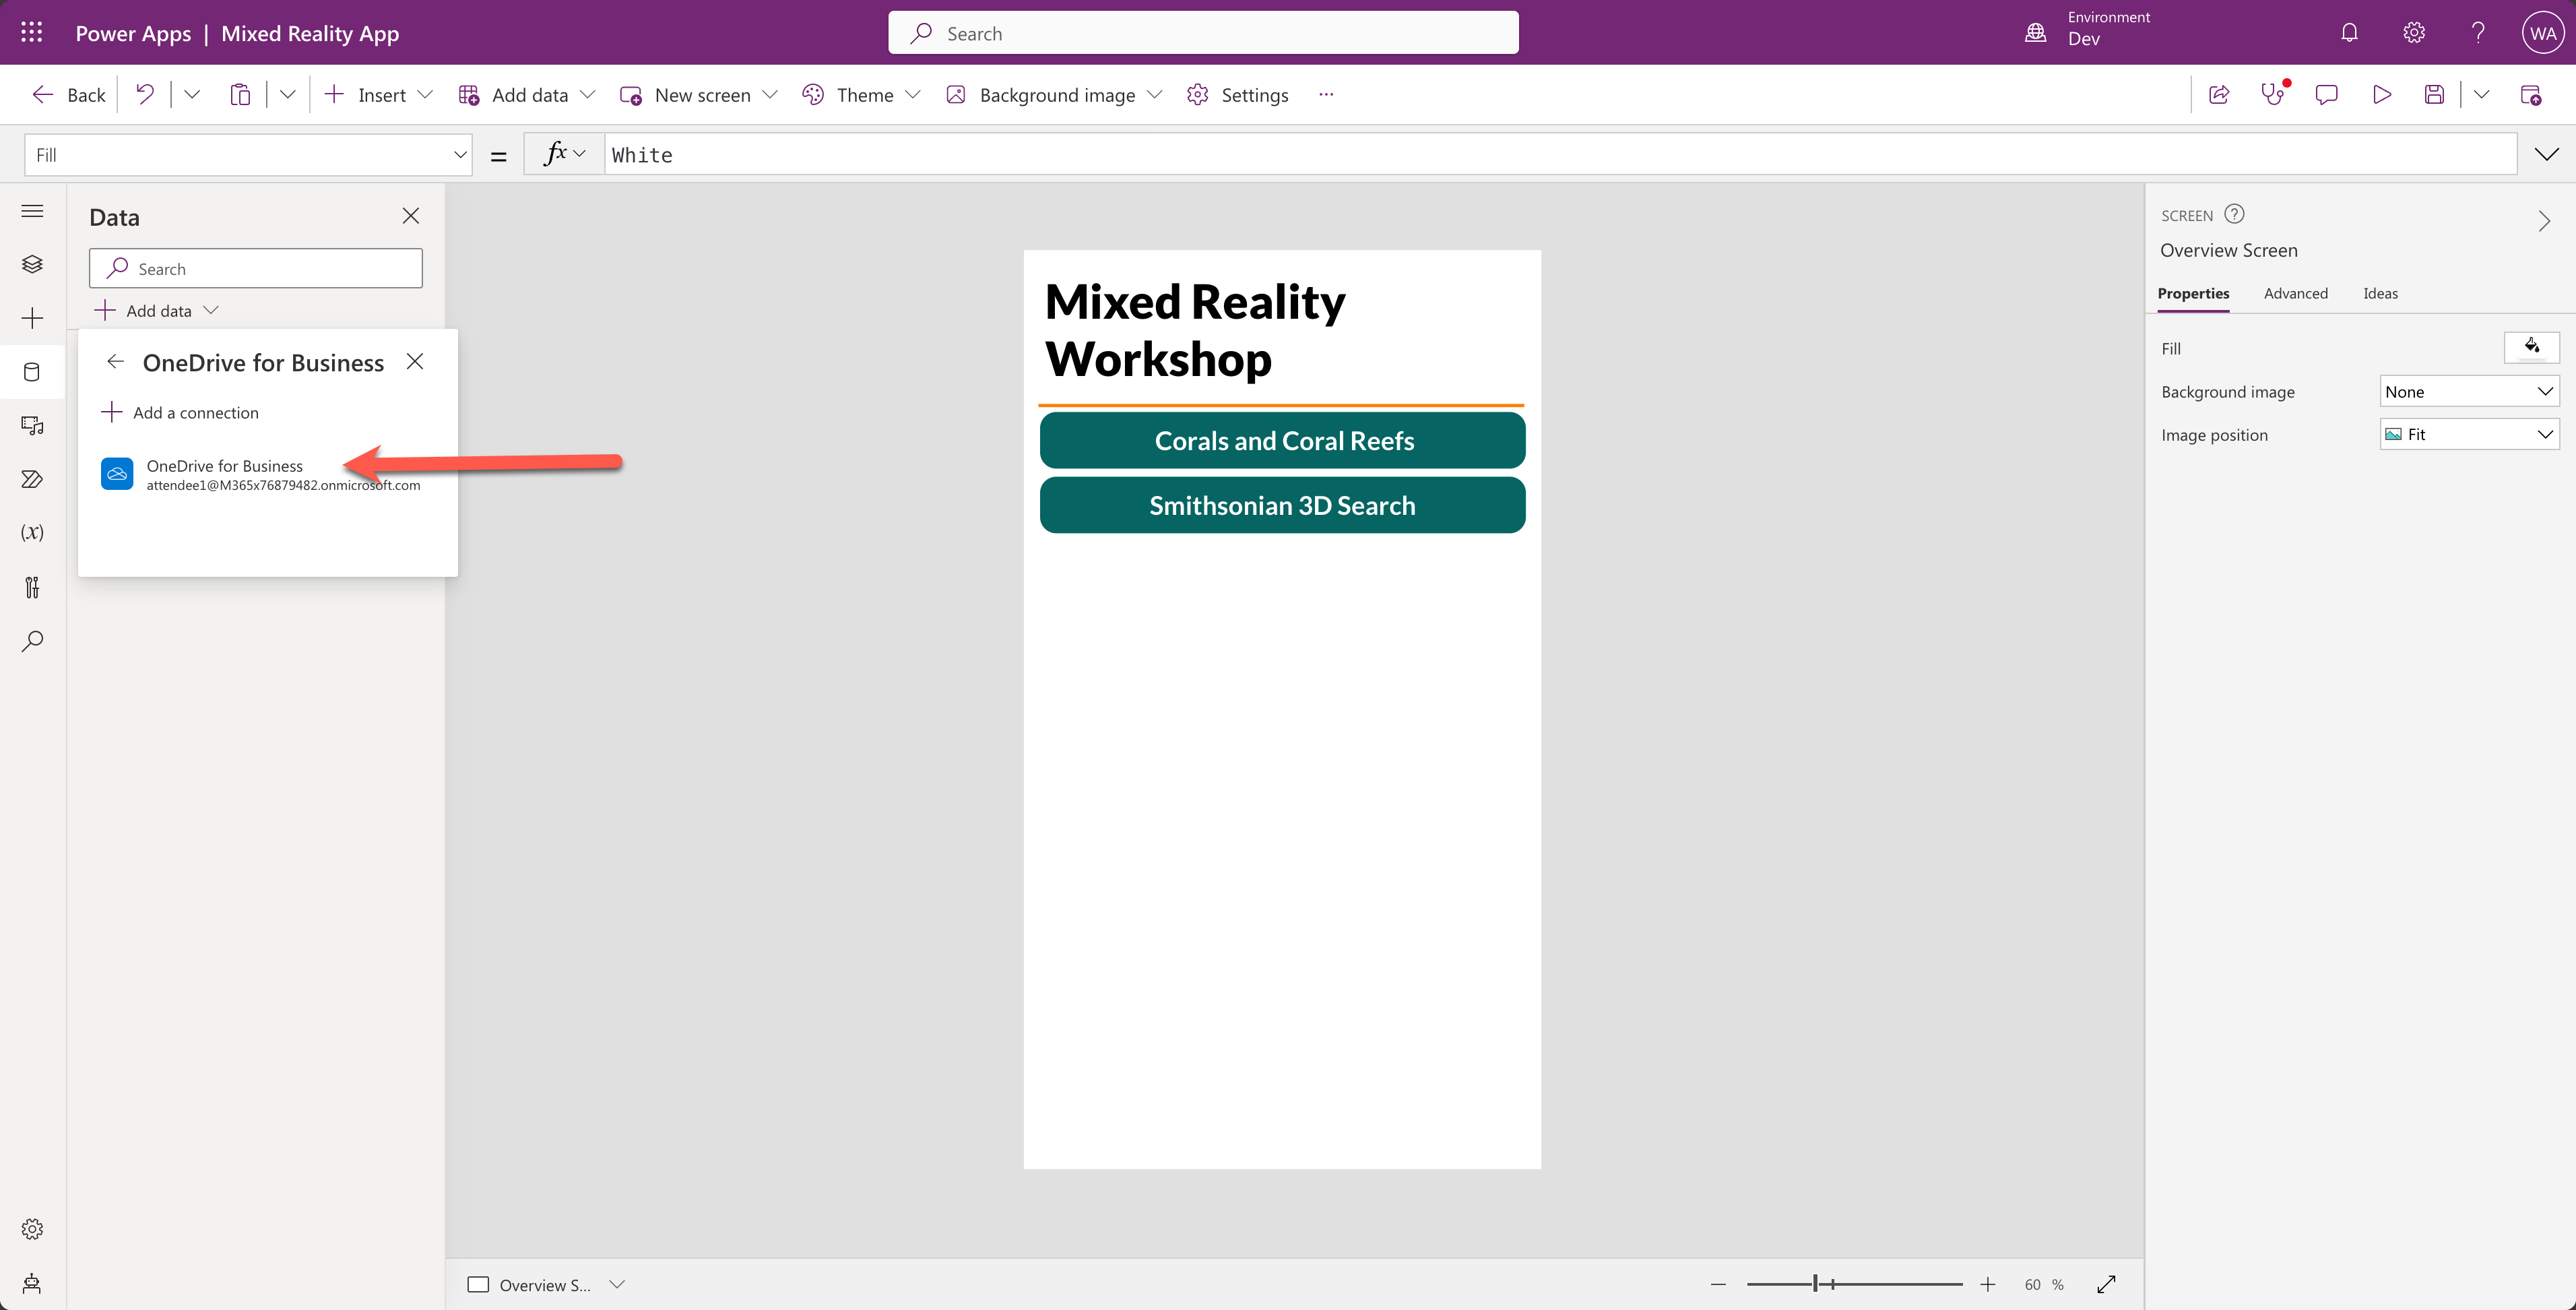 Power Apps | Mixed Reality App
Search
Environment
Dev
WA
Back
Insert
Add data
New screen
Theme
Background image
Settings
Fill
=
fx
White
Data
Search
Add data
OneDrive for Business
Add a connection
OneDrive for Business
attendee1@M365x76879482.onmicrosoft.com
(x)
Mixed Reality
Workshop
Corals and Coral Reefs
Smithsonian 3D Search
SCREEN
Overview Screen
Properties Advanced Ideas
Fill
Background image None
Image position Fit
Overview S...
60 %